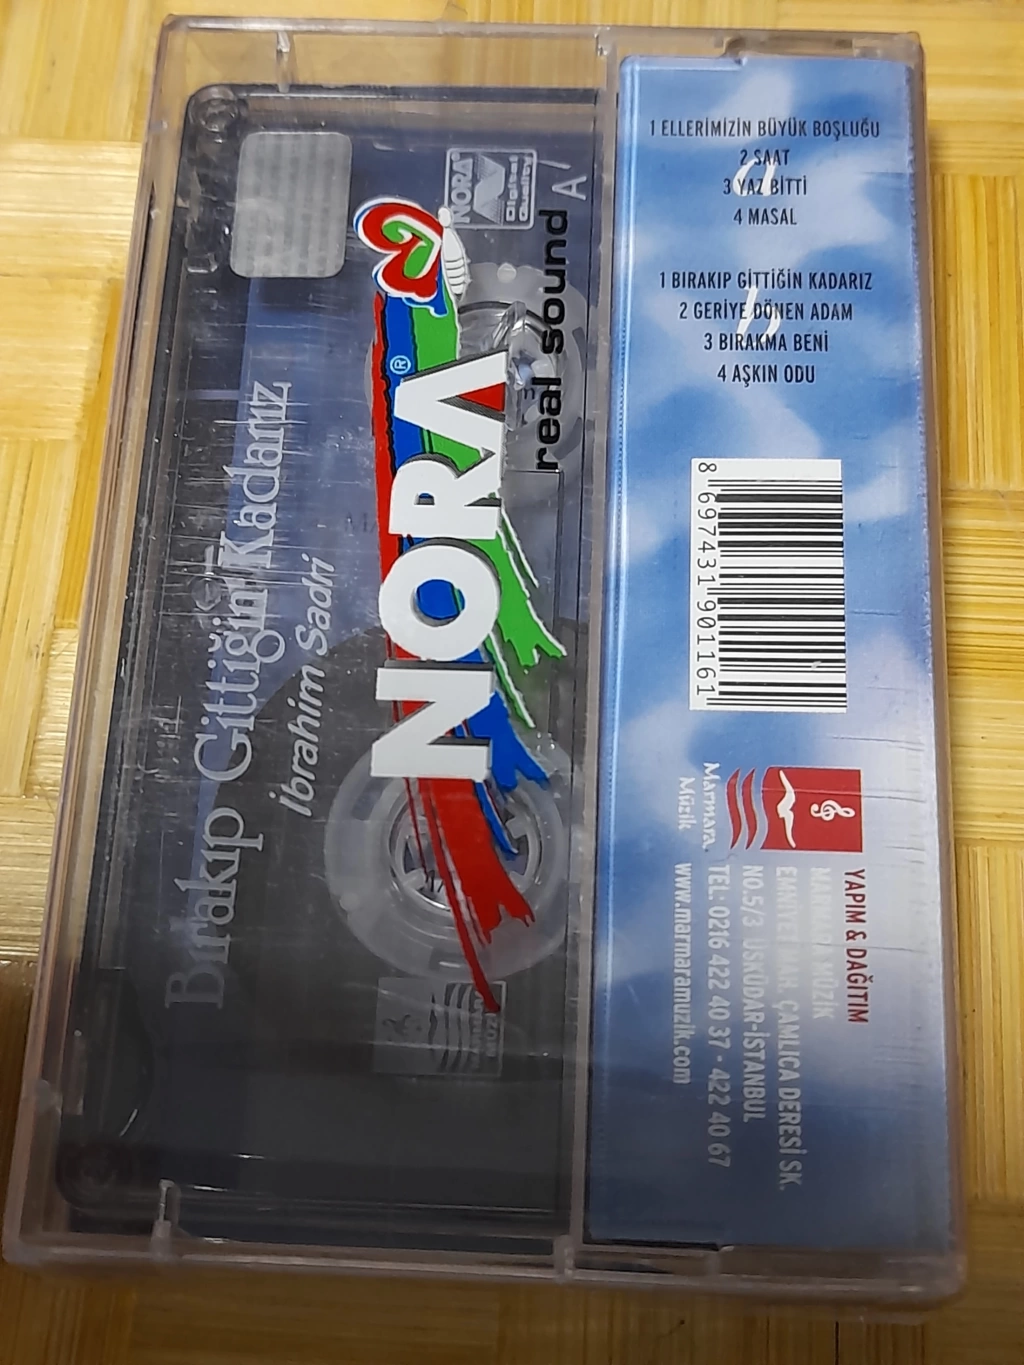 1 ELLERİMİZİN BÜYÜK BOŞLUĞU
2 SAAT
3 YAZ BİTTİ
4 MASAL
a
1 BIRAKIP GİTTİĞİN KADARIZ
2 GERİYE DÖNEN ADAM
3 BIRAKMA BENİ
4 AŞKIN ODU
b
8 697431 901161
Marmara
Müzik
YAPIM & DAĞITIM
MARMARA MÜZİK
EMNİYET MAH. ÇAMLICA DERESİ SK.
NO.5/3 ÜSKÜDAR-İSTANBUL
TEL: 0216 422 40 37 - 422 40 67
www.marmaramuzik.com
Bırakıp Gittiğin Kadarız
İbrahim Sadri
NORA®
real sound
A
NORA
Digital
Quality